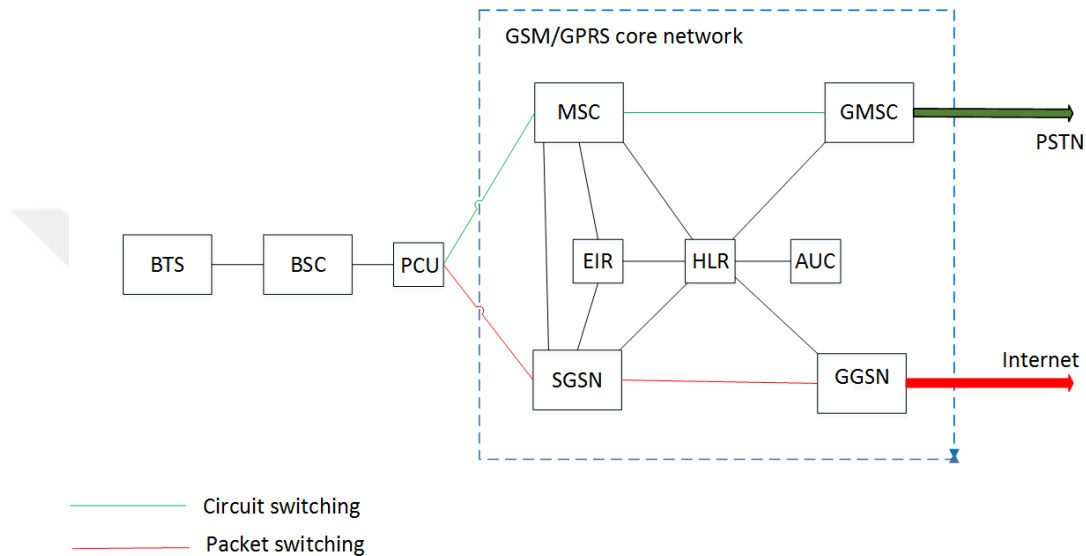 GSM/GPRS core network
MSC
GMSC
PSTN
BTS
BSC
PCU
EIR
HLR
AUC
SGSN
GGSN
Internet
Circuit switching
Packet switching